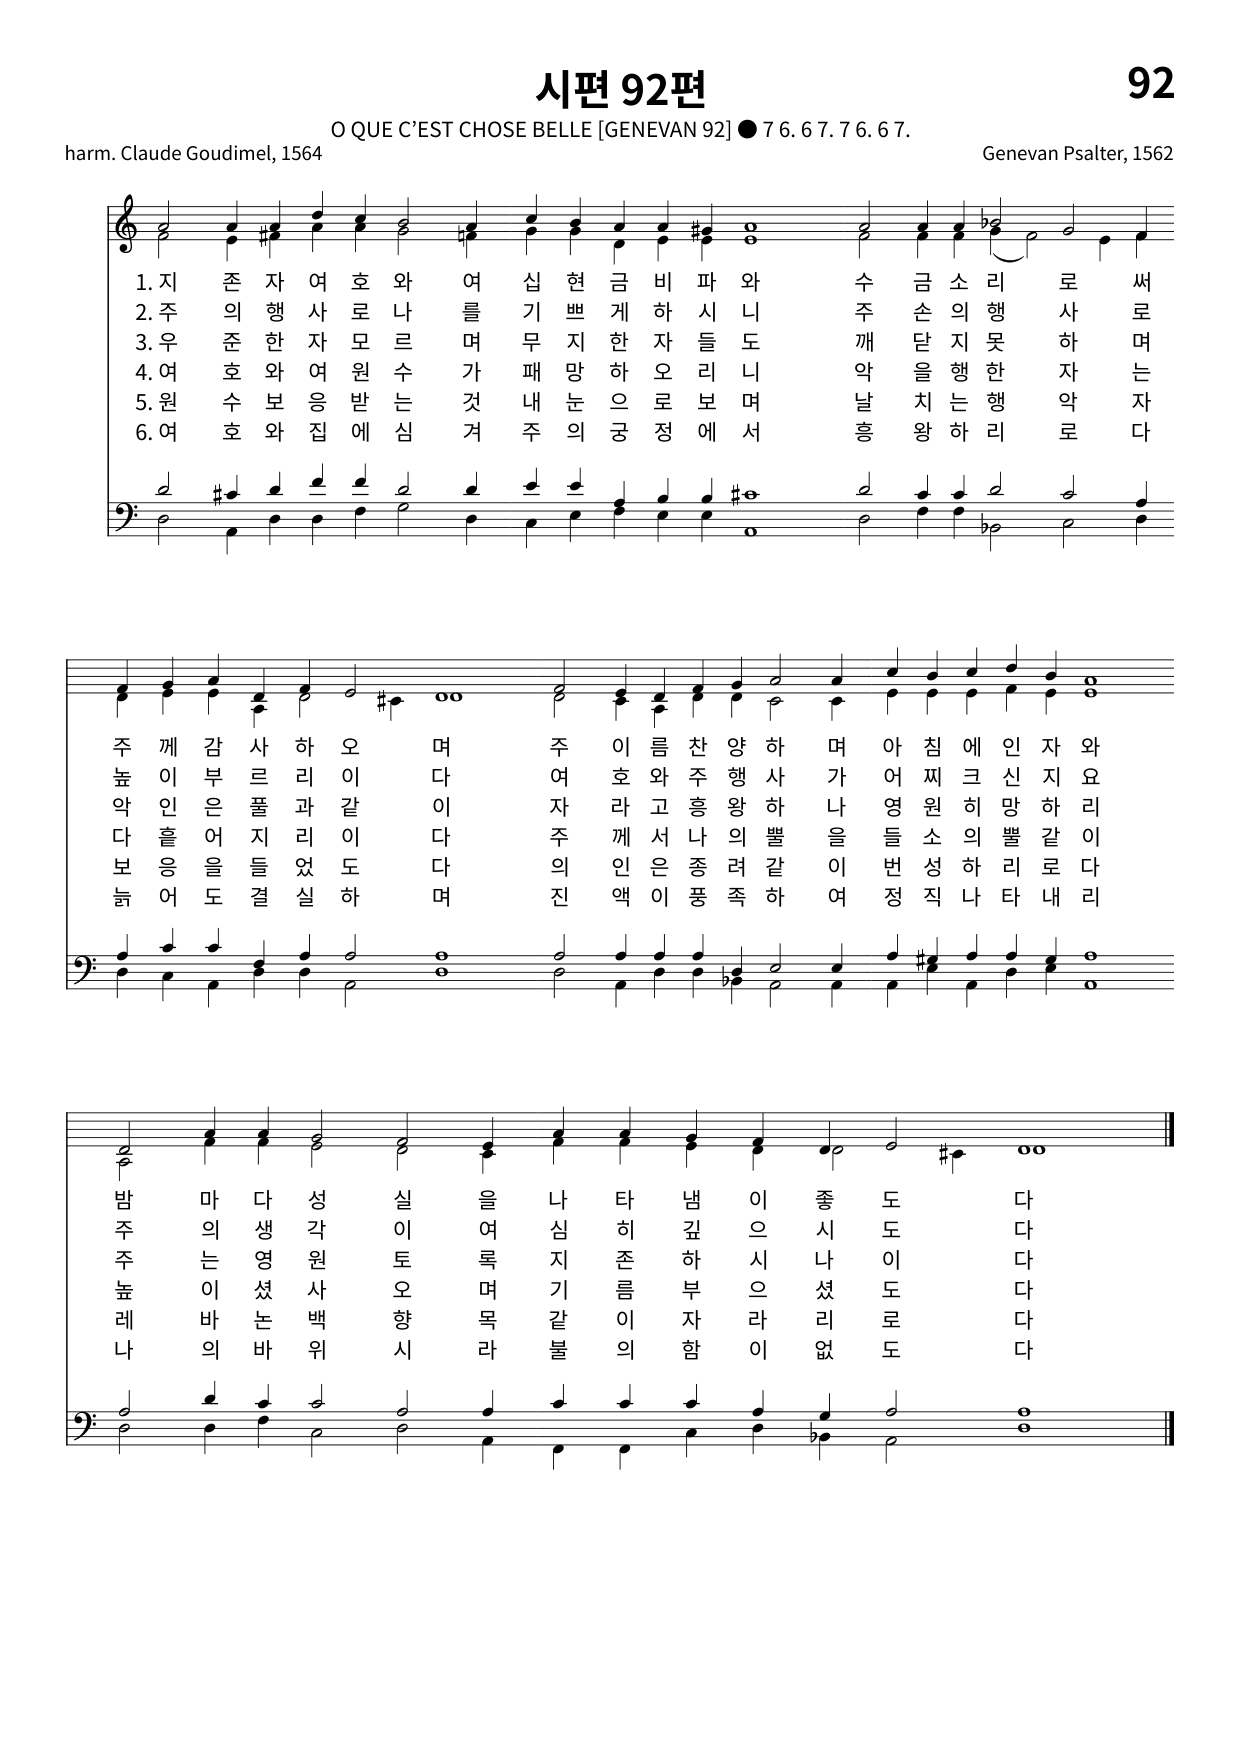 92
시편 92편
O QUE C’EST CHOSE BELLE [GENEVAN 92] ● 7 6. 6 7. 7 6. 6 7.
harm. Claude Goudimel, 1564
Genevan Psalter, 1562
1. 지 존 자 여 호 와 여 십 현 금 비 파 와 수 금 소 리 로 써
2. 주 의 행 사 로 나 를 기 쁘 게 하 시 니 주 손 의 행 사 로
3. 우 준 한 자 모 르 며 무 지 한 자 들 도 깨 닫 지 못 하 며
4. 여 호 와 여 원 수 가 패 망 하 오 리 니 악 을 행 한 자 는
5. 원 수 보 응 받 는 것 내 눈 으 로 보 며 날 치 는 행 악 자
6. 여 호 와 집 에 심 겨 주 의 궁 정 에 서 흥 왕 하 리 로 다
주 께 감 사 하 오 며 주 이 름 찬 양 하 며 아 침 에 인 자 와
높 이 부 르 리 이 다 여 호 와 주 행 사 가 어 찌 크 신 지 요
악 인 은 풀 과 같 이 자 라 고 흥 왕 하 나 영 원 히 망 하 리
다 흩 어 지 리 이 다 주 께 서 나 의 뿔 을 들 소 의 뿔 같 이
보 응 을 들 었 도 다 의 인 은 종 려 같 이 번 성 하 리 로 다
늙 어 도 결 실 하 며 진 액 이 풍 족 하 여 정 직 나 타 내 리
밤 마 다 성 실 을 나 타 냄 이 좋 도 다
주 의 생 각 이 여 심 히 깊 으 시 도 다
주 는 영 원 토 록 지 존 하 시 나 이 다
높 이 셨 사 오 며 기 름 부 으 셨 도 다
레 바 논 백 향 목 같 이 자 라 리 로 다
나 의 바 위 시 라 불 의 함 이 없 도 다